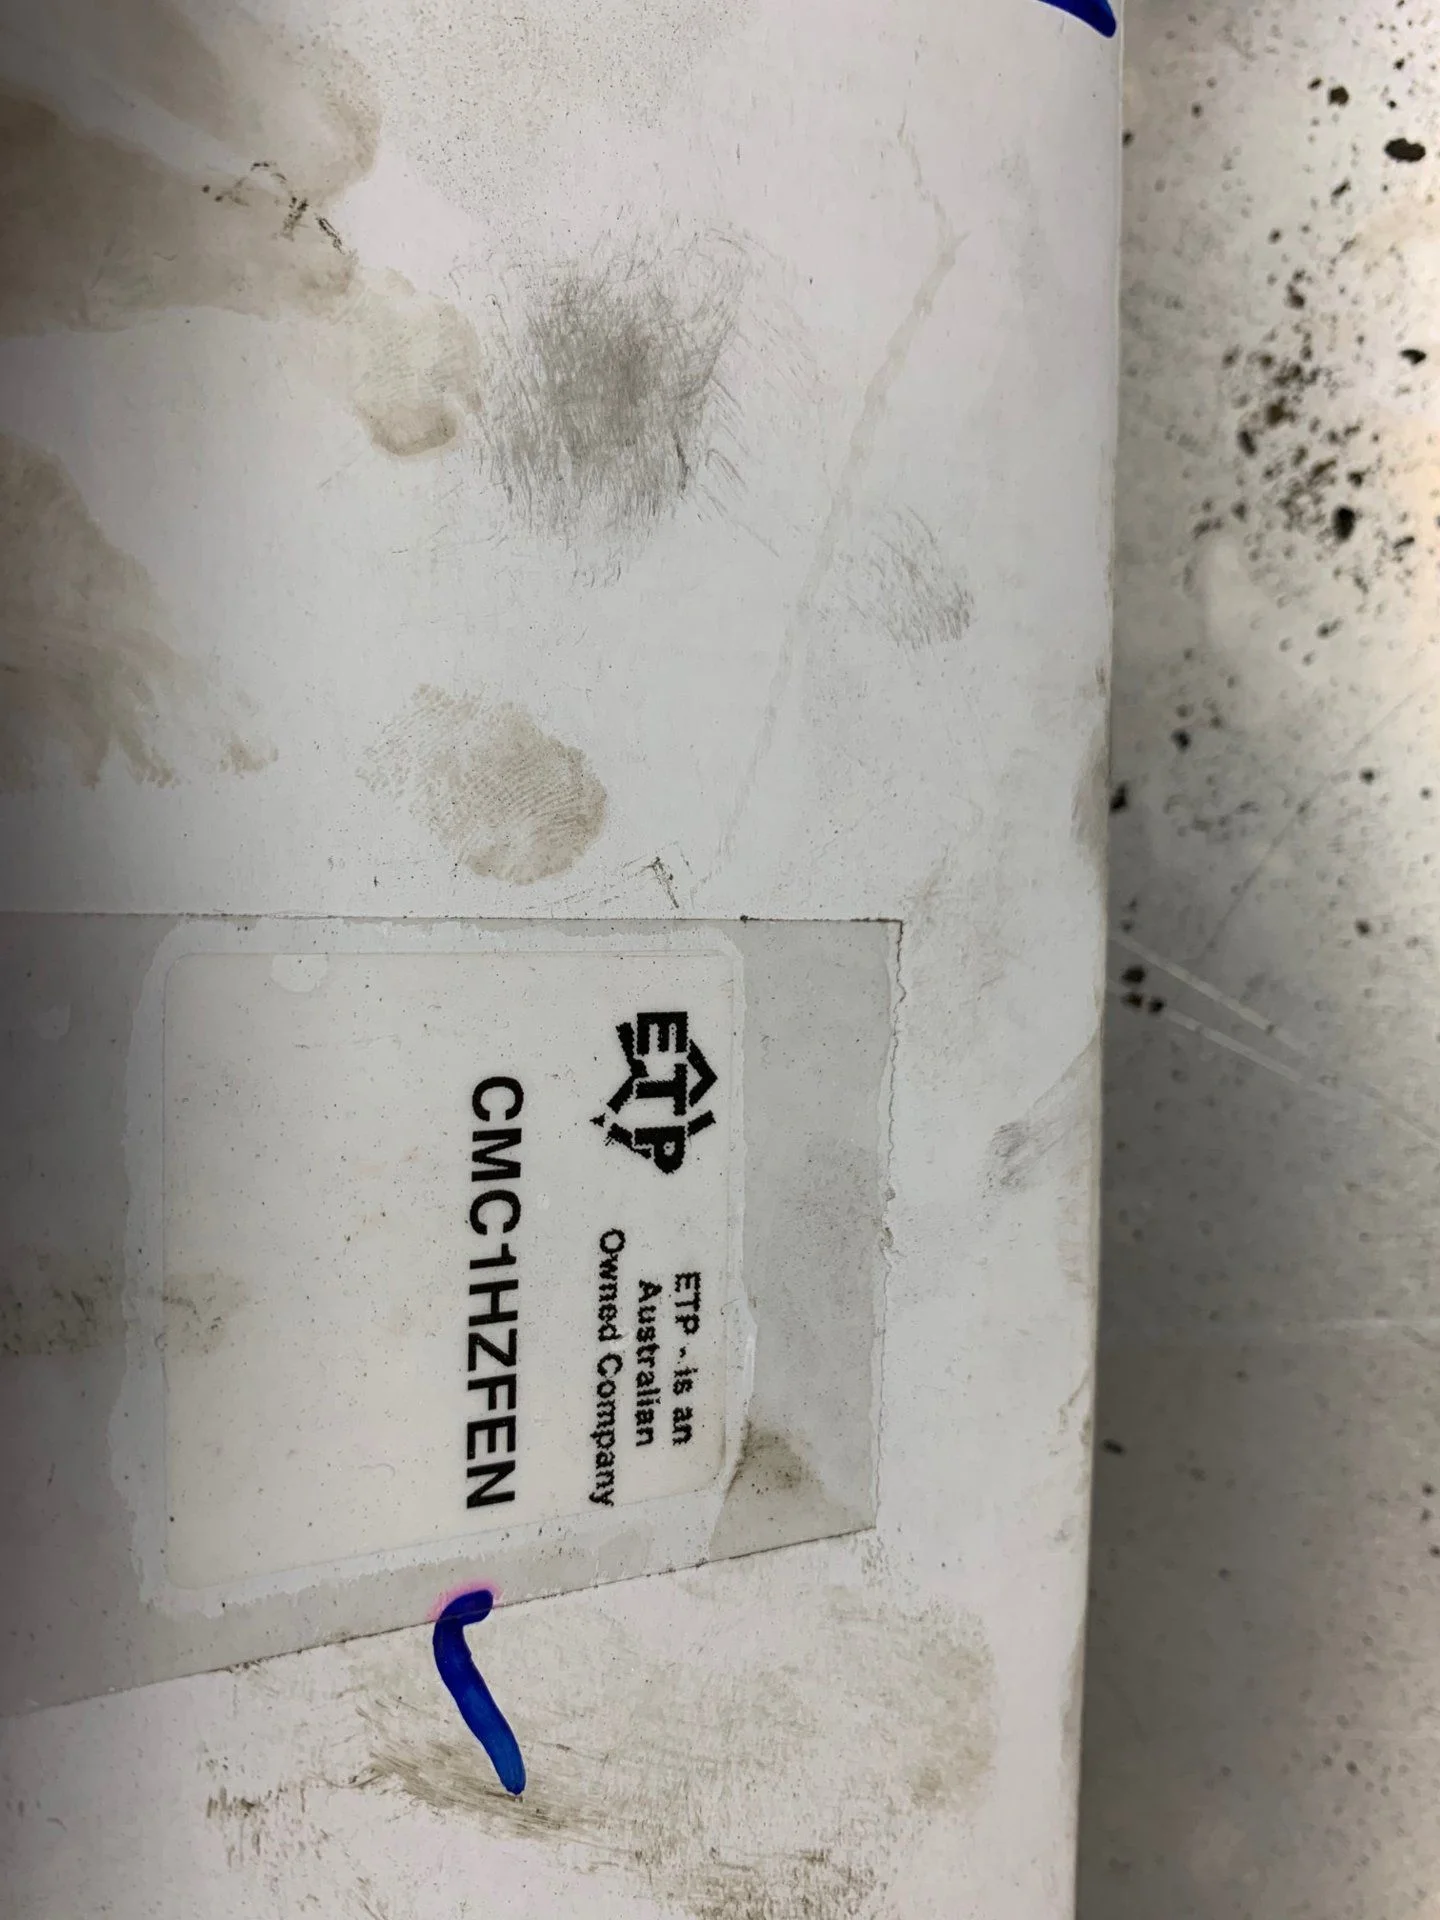 ETP
ETP - is an
Australian
Owned Company
CMC1HZFEN